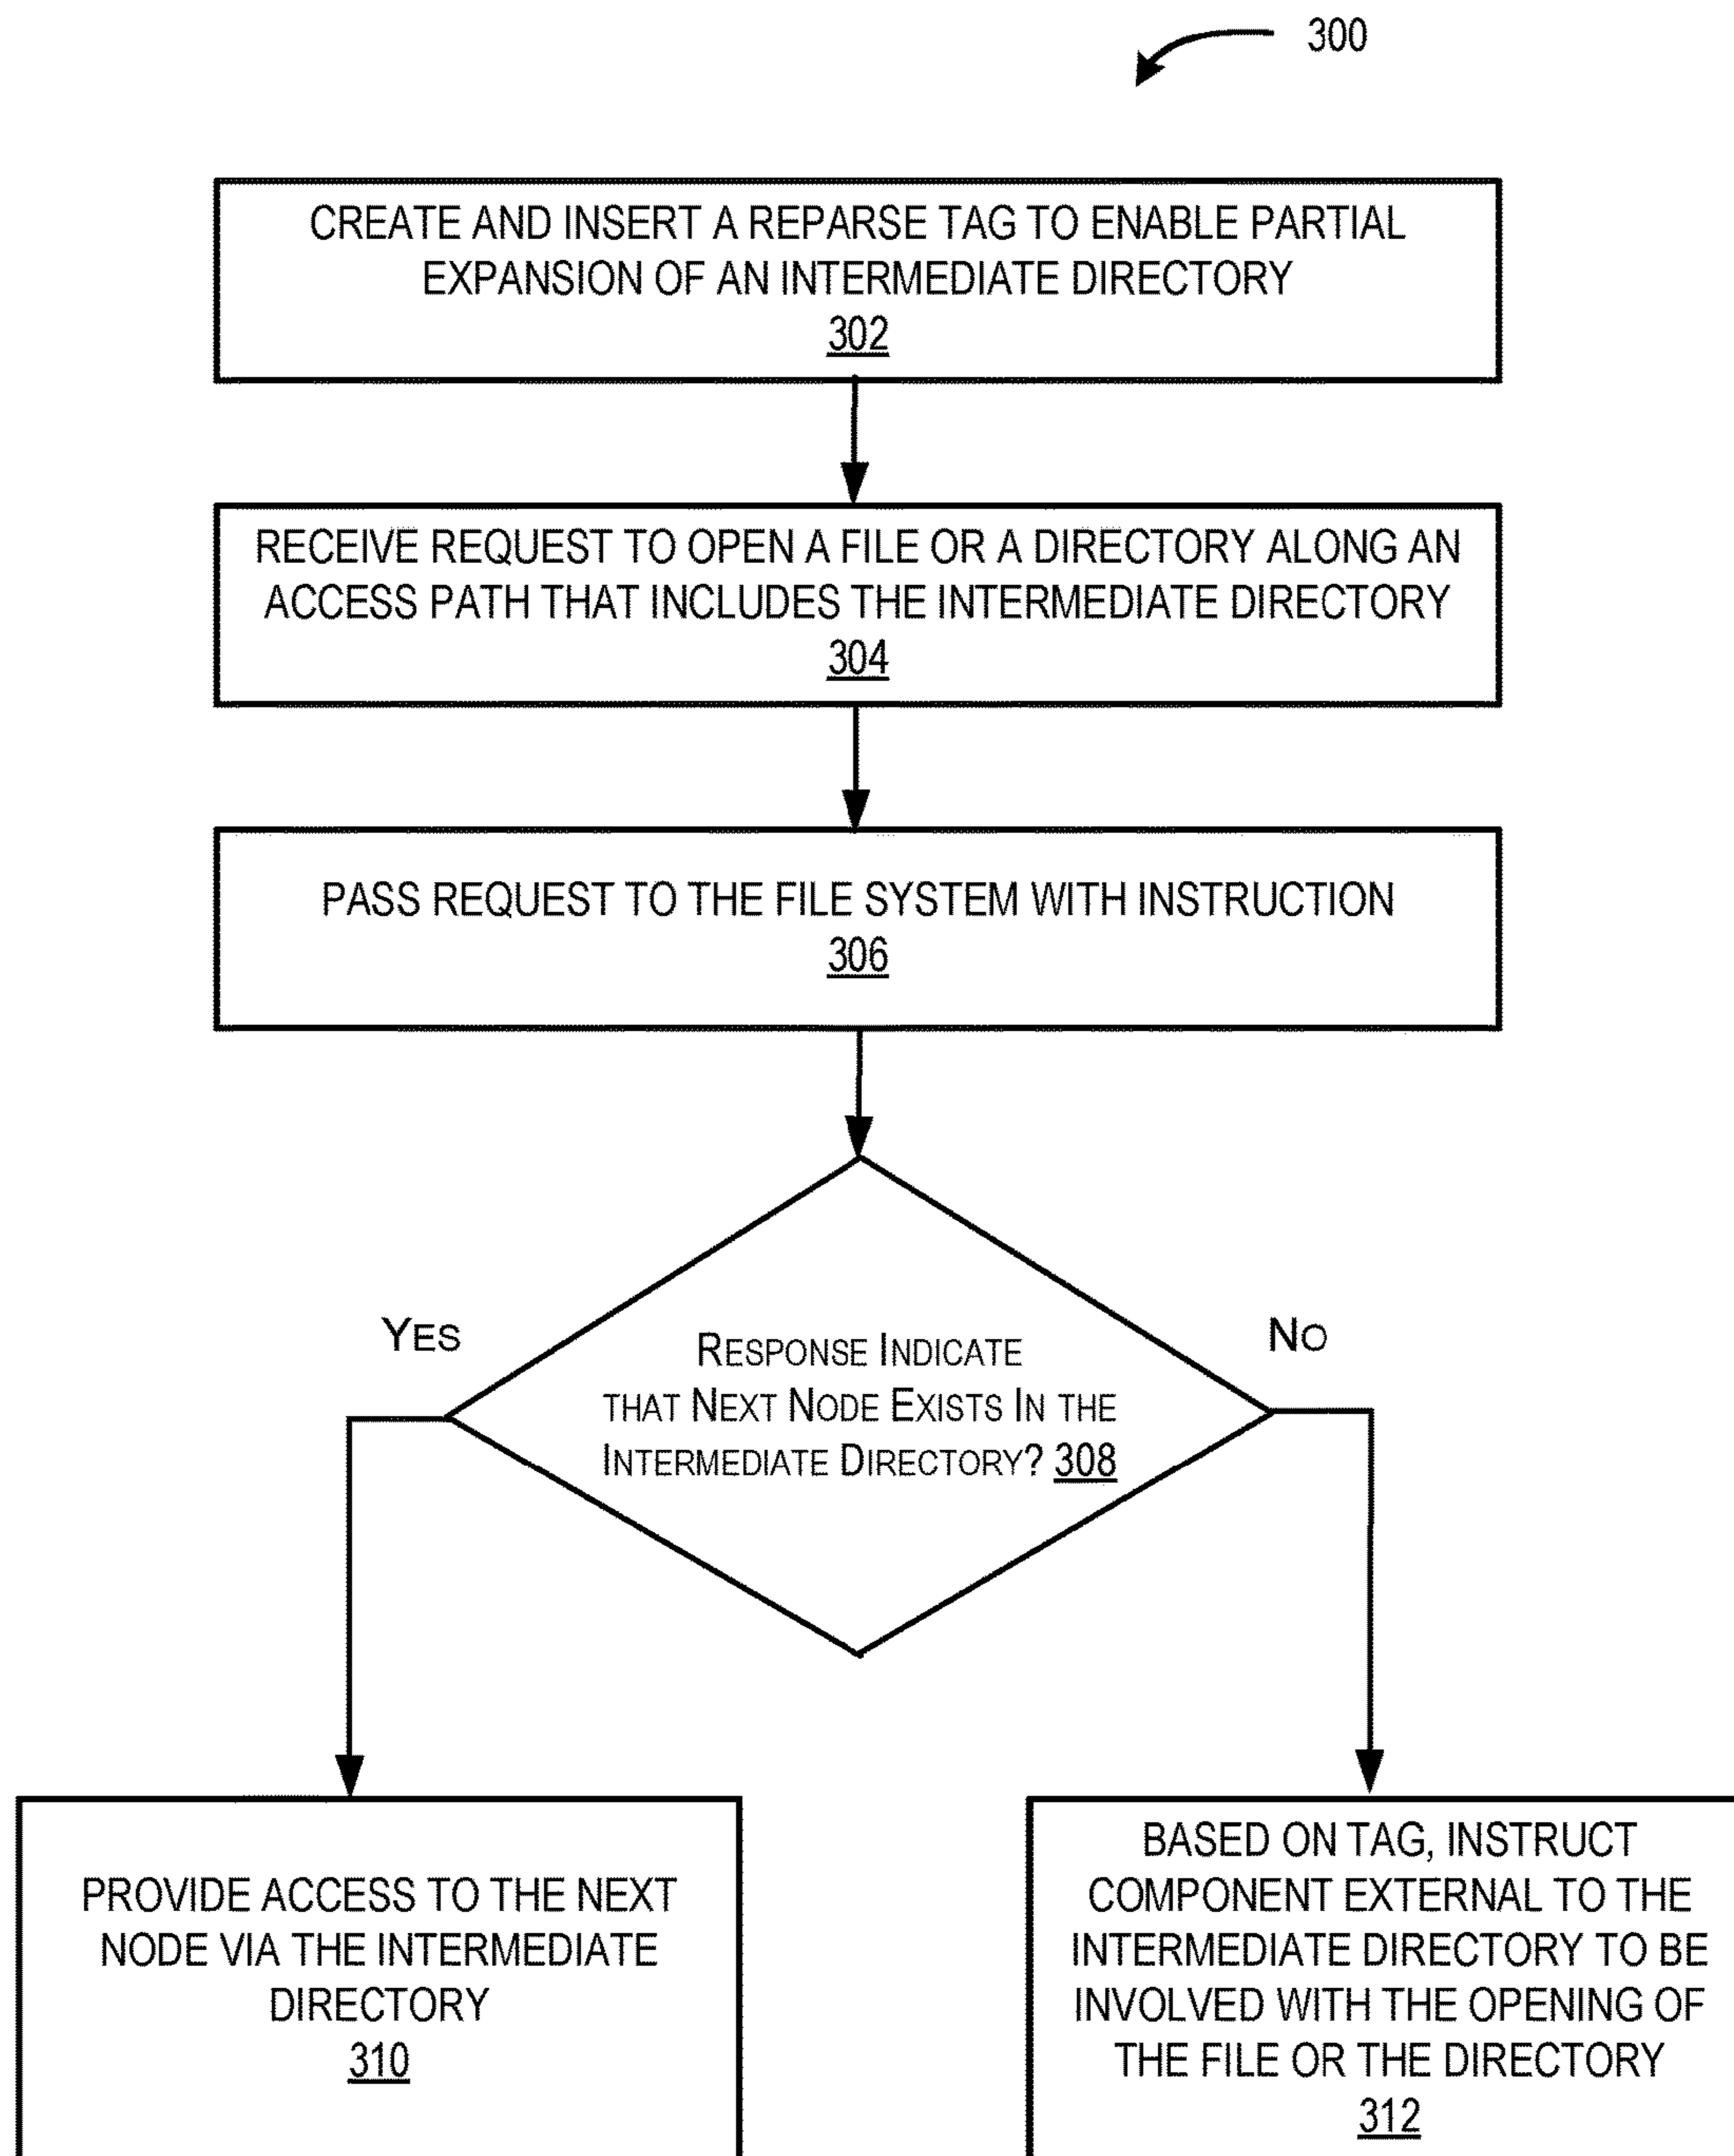 300
CREATE AND INSERT A REPARSE TAG TO ENABLE PARTIAL
EXPANSION OF AN INTERMEDIATE DIRECTORY
302
RECEIVE REQUEST TO OPEN A FILE OR A DIRECTORY ALONG AN
ACCESS PATH THAT INCLUDES THE INTERMEDIATE DIRECTORY
304
PASS REQUEST TO THE FILE SYSTEM WITH INSTRUCTION
306
YES
NO
RESPONSE INDICATE
THAT NEXT NODE EXISTS IN THE
INTERMEDIATE DIRECTORY? 308
PROVIDE ACCESS TO THE NEXT
NODE VIA THE INTERMEDIATE
DIRECTORY
310
BASED ON TAG, INSTRUCT
COMPONENT EXTERNAL TO THE
INTERMEDIATE DIRECTORY TO BE
INVOLVED WITH THE OPENING OF
THE FILE OR THE DIRECTORY
312